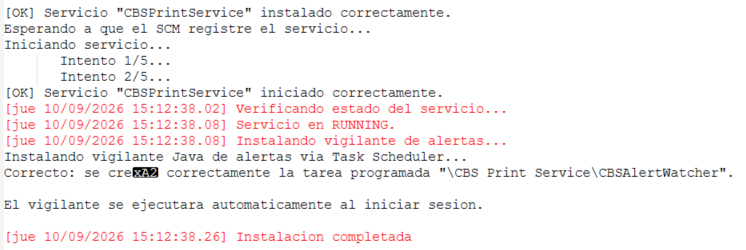 [OK] Servicio "CBSPrintService" instalado correctamente.
Esperando a que el SCM registre el servicio...
Iniciando servicio...
Intento 1/5...
Intento 2/5...
[OK] Servicio "CBSPrintService" iniciado correctamente.
[jue 10/09/2026 15:12:38.02] Verificando estado del servicio...
[jue 10/09/2026 15:12:38.08] Servicio en RUNNING.
[jue 10/09/2026 15:12:38.08] Instalando vigilante de alertas...
Instalando vigilante Java de alertas via Task Scheduler...
Correcto: se crexA2 correctamente la tarea programada "\CBS Print Service\CBSAlertWatcher".
El vigilante se ejecutara automaticamente al iniciar sesion.
[jue 10/09/2026 15:12:38.26] Instalacion completada